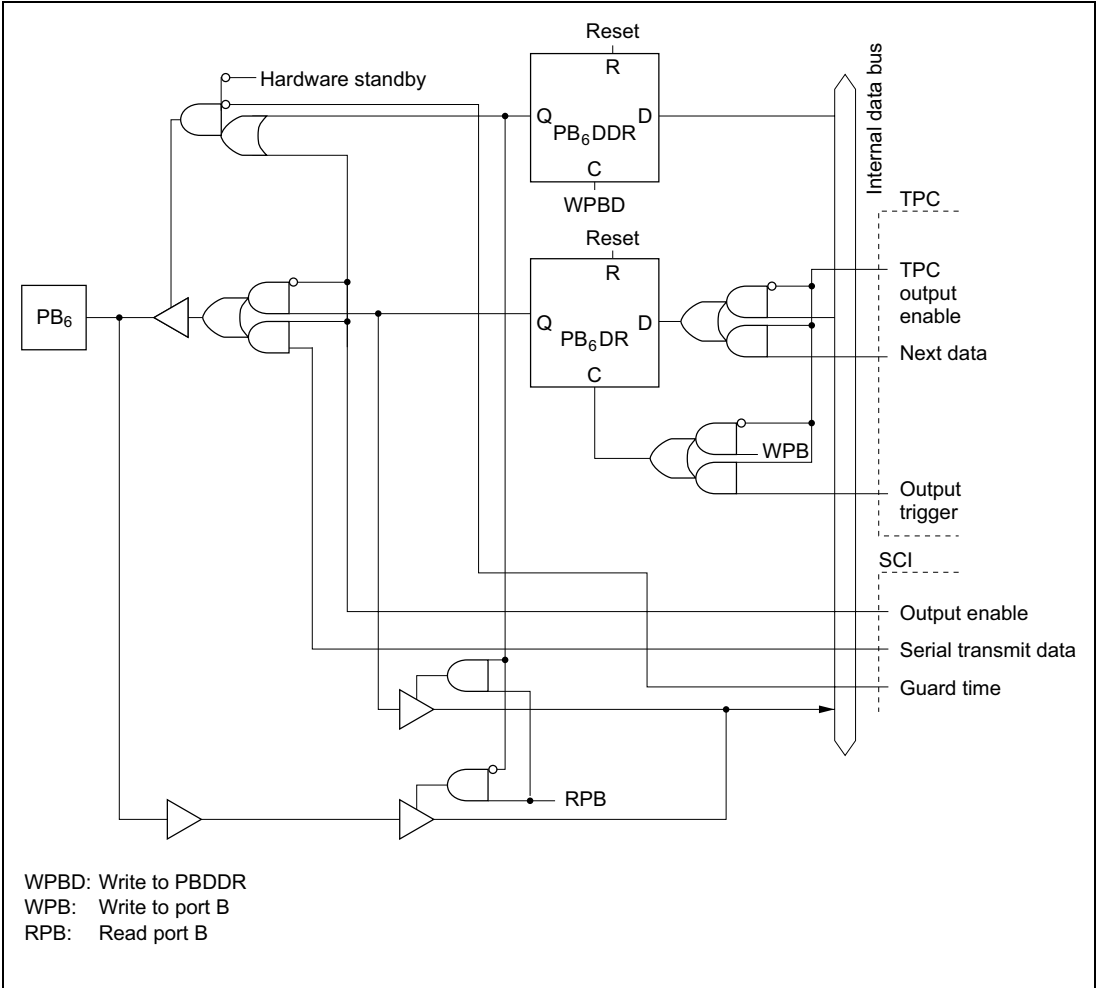 Reset
R
Hardware standby
Q
D
PB6DDR
C
WPBD
Internal data bus
TPC
Reset
R
TPC
output
enable
PB6
Q
D
PB6DR
C
Next data
WPB
Output
trigger
SCI
Output enable
Serial transmit data
Guard time
RPB
WPBD: Write to PBDDR
WPB: Write to port B
RPB: Read port B